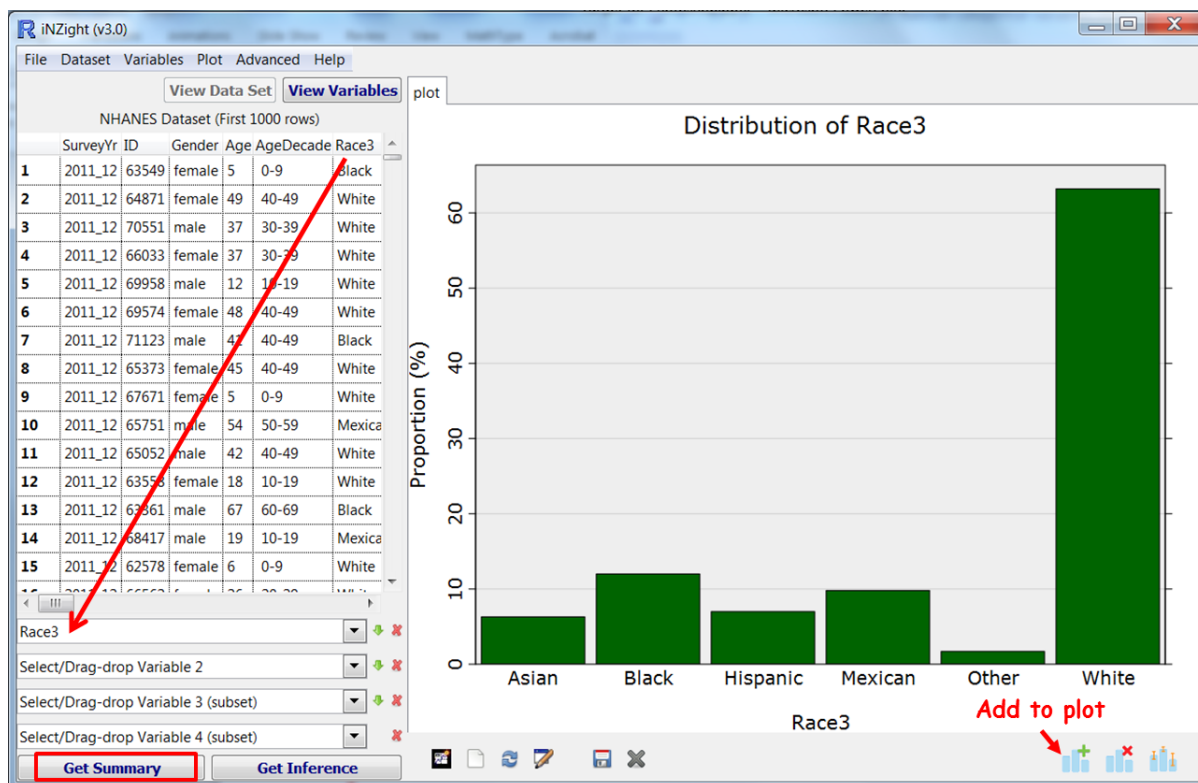 iNZight (v3.0)
File Dataset Variables Plot Advanced Help
View Data Set View Variables
NHANES Dataset (First 1000 rows)
SurveyYr ID Gender Age AgeDecade Race3
1 2011_12 63549 female 5 0-9 Black
2 2011_12 64871 female 49 40-49 White
3 2011_12 70551 male 37 30-39 White
4 2011_12 66033 female 37 30-39 White
5 2011_12 69958 male 12 10-19 White
6 2011_12 69574 female 48 40-49 White
7 2011_12 71123 male 42 40-49 Black
8 2011_12 65373 female 45 40-49 White
9 2011_12 67671 female 5 0-9 White
10 2011_12 65751 male 54 50-59 Mexica
11 2011_12 65052 male 42 40-49 White
12 2011_12 female 18 10-19 White
13 2011_12 male 67 60-69 Black
14 2011_12 68417 male 19 10-19 Mexica
15 2011_12 62578 female 6 0-9 White
Race3
Select/Drag-drop Variable 2
Select/Drag-drop Variable 3 (subset)
Select/Drag-drop Variable 4 (subset)
Get Summary Get Inference
plot
Distribution of Race3
Proportion (%)
60
50
40
30
20
10
0
Asian Black Hispanic Mexican Other White
Race3
Add to plot